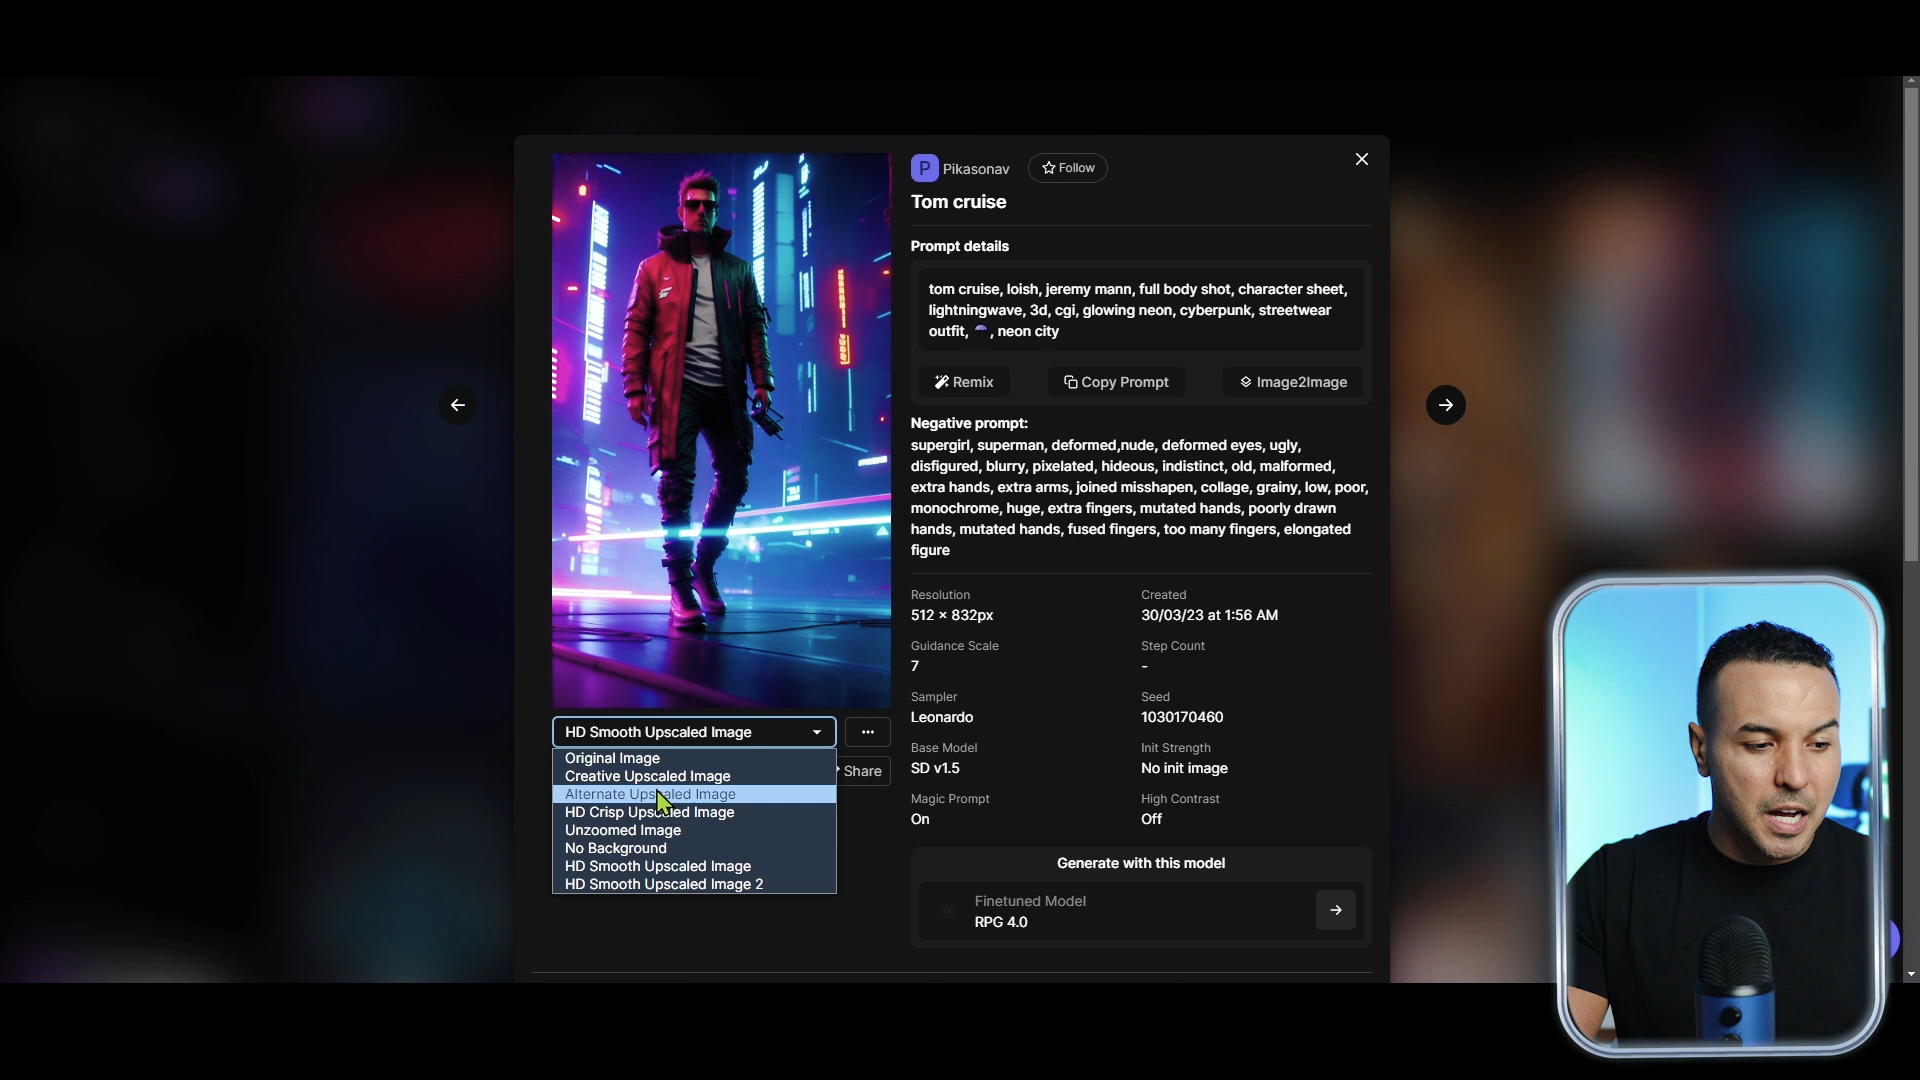 P Pikasonav
Follow
Tom cruise
Prompt details
tom cruise, loish, jeremy mann, full body shot, character sheet,
lightningwave, 3d, cgi, glowing neon, cyberpunk, streetwear
outfit, ☂, neon city
Remix
Copy Prompt
Image2Image
Negative prompt:
supergirl, superman, deformed,nude, deformed eyes, ugly,
disfigured, blurry, pixelated, hideous, indistinct, old, malformed,
extra hands, extra arms, joined misshapen, collage, grainy, low, poor,
monochrome, huge, extra fingers, mutated hands, poorly drawn
hands, mutated hands, fused fingers, too many fingers, elongated
figure
Resolution
512 × 832px
Created
30/03/23 at 1:56 AM
Guidance Scale
7
Step Count
-
Sampler
Leonardo
Seed
1030170460
Base Model
SD v1.5
Init Strength
No init image
Magic Prompt
On
High Contrast
Off
Generate with this model
Finetuned Model
RPG 4.0
HD Smooth Upscaled Image
...
Share
Original Image
Creative Upscaled Image
Alternate Upscaled Image
HD Crisp Upscaled Image
Unzoomed Image
No Background
HD Smooth Upscaled Image
HD Smooth Upscaled Image 2